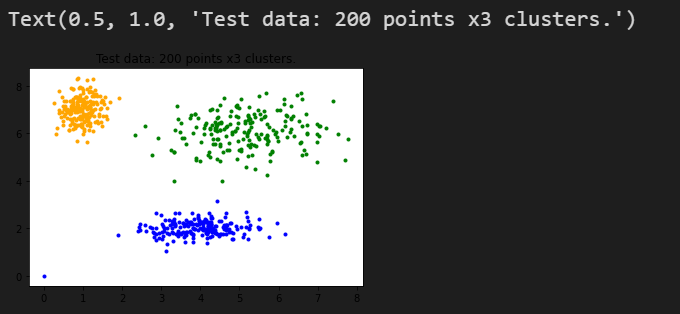 Text(0.5, 1.0, 'Test data: 200 points x3 clusters.')
Test data: 200 points x3 clusters.
8
6
4
2
0
0 1 2 3 4 5 6 7 8